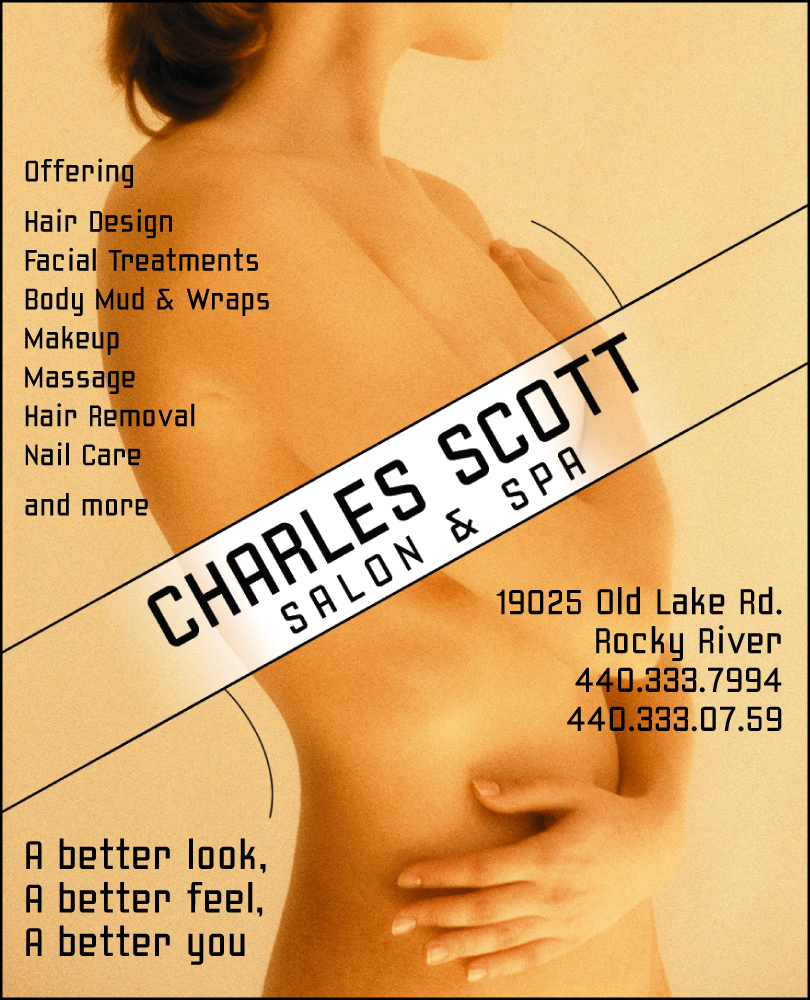 Offering
Hair Design
Facial Treatments
Body Mud & Wraps
Makeup
Massage
Hair Removal
Nail Care
and more
CHARLES SCOTT
SALON & SPA
19025 Old Lake Rd.
Rocky River
440.333.7994
440.333.07.59
A better look,
A better feel,
A better you